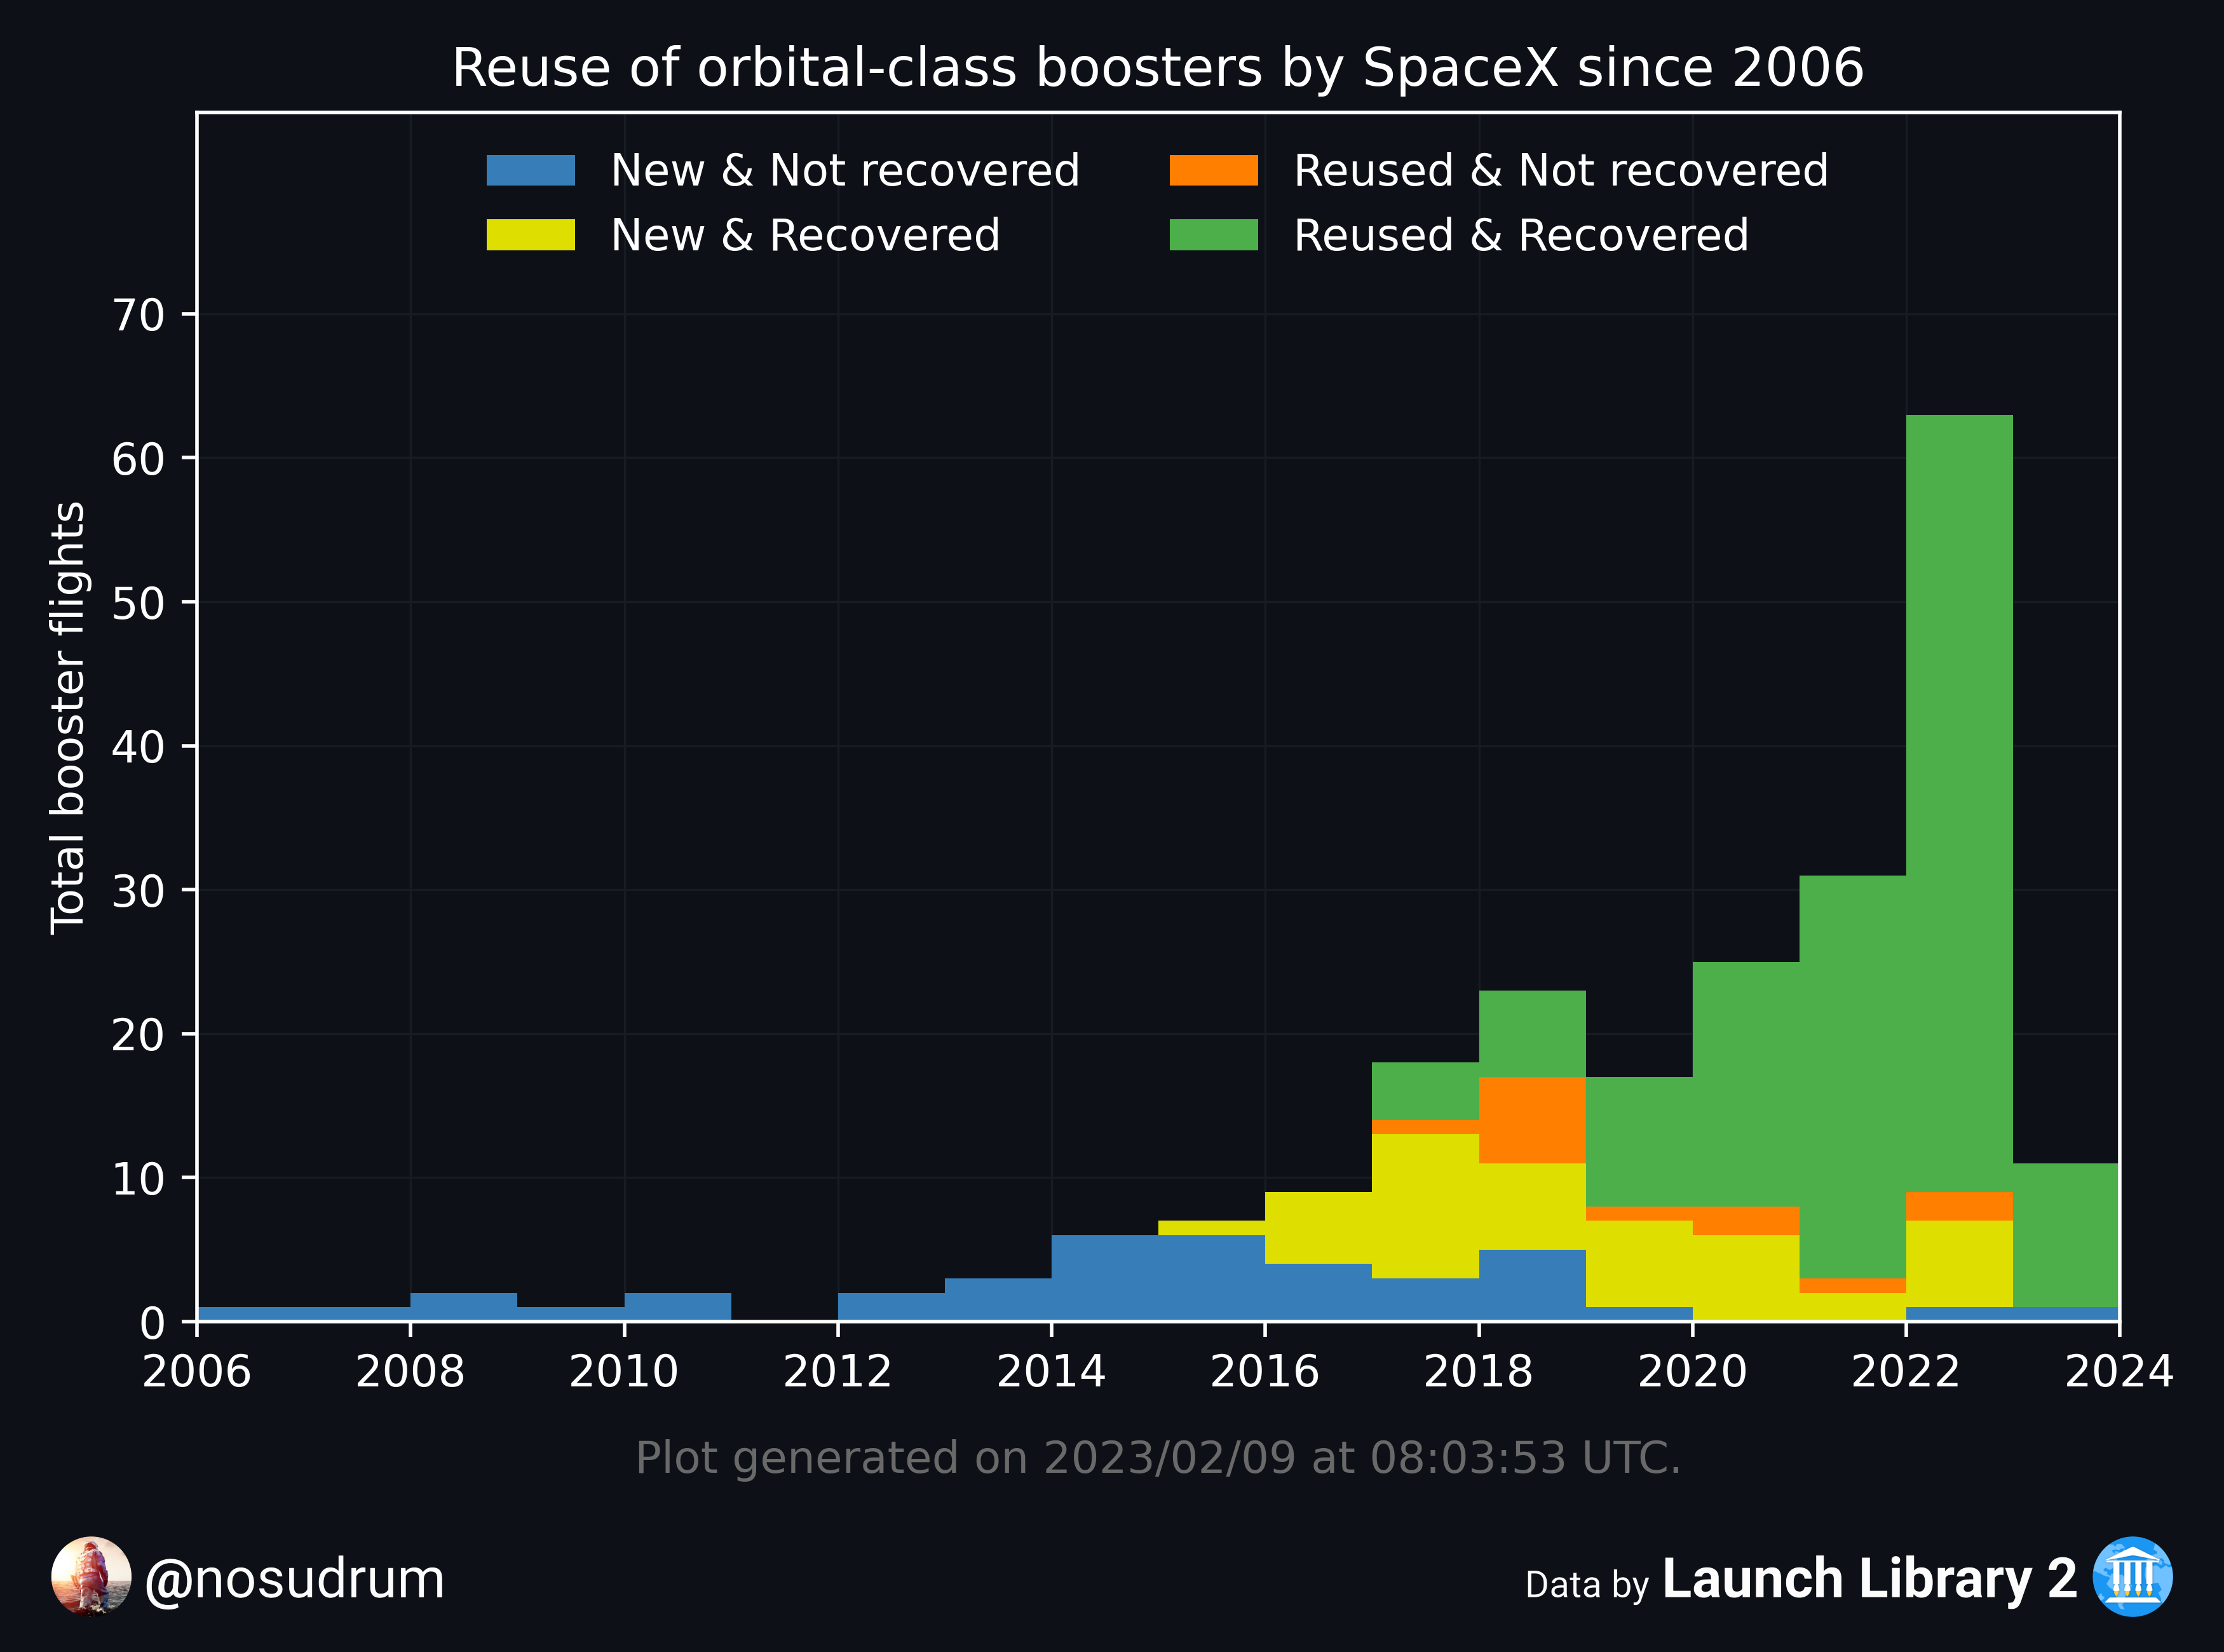 Reuse of orbital-class boosters by SpaceX since 2006
New & Not recovered
New & Recovered
Reused & Not recovered
Reused & Recovered
Total booster flights
70
60
50
40
30
20
10
0
2006 2008 2010 2012 2014 2016 2018 2020 2022 2024
Plot generated on 2023/02/09 at 08:03:53 UTC.
@nosudrum
Data by Launch Library 2